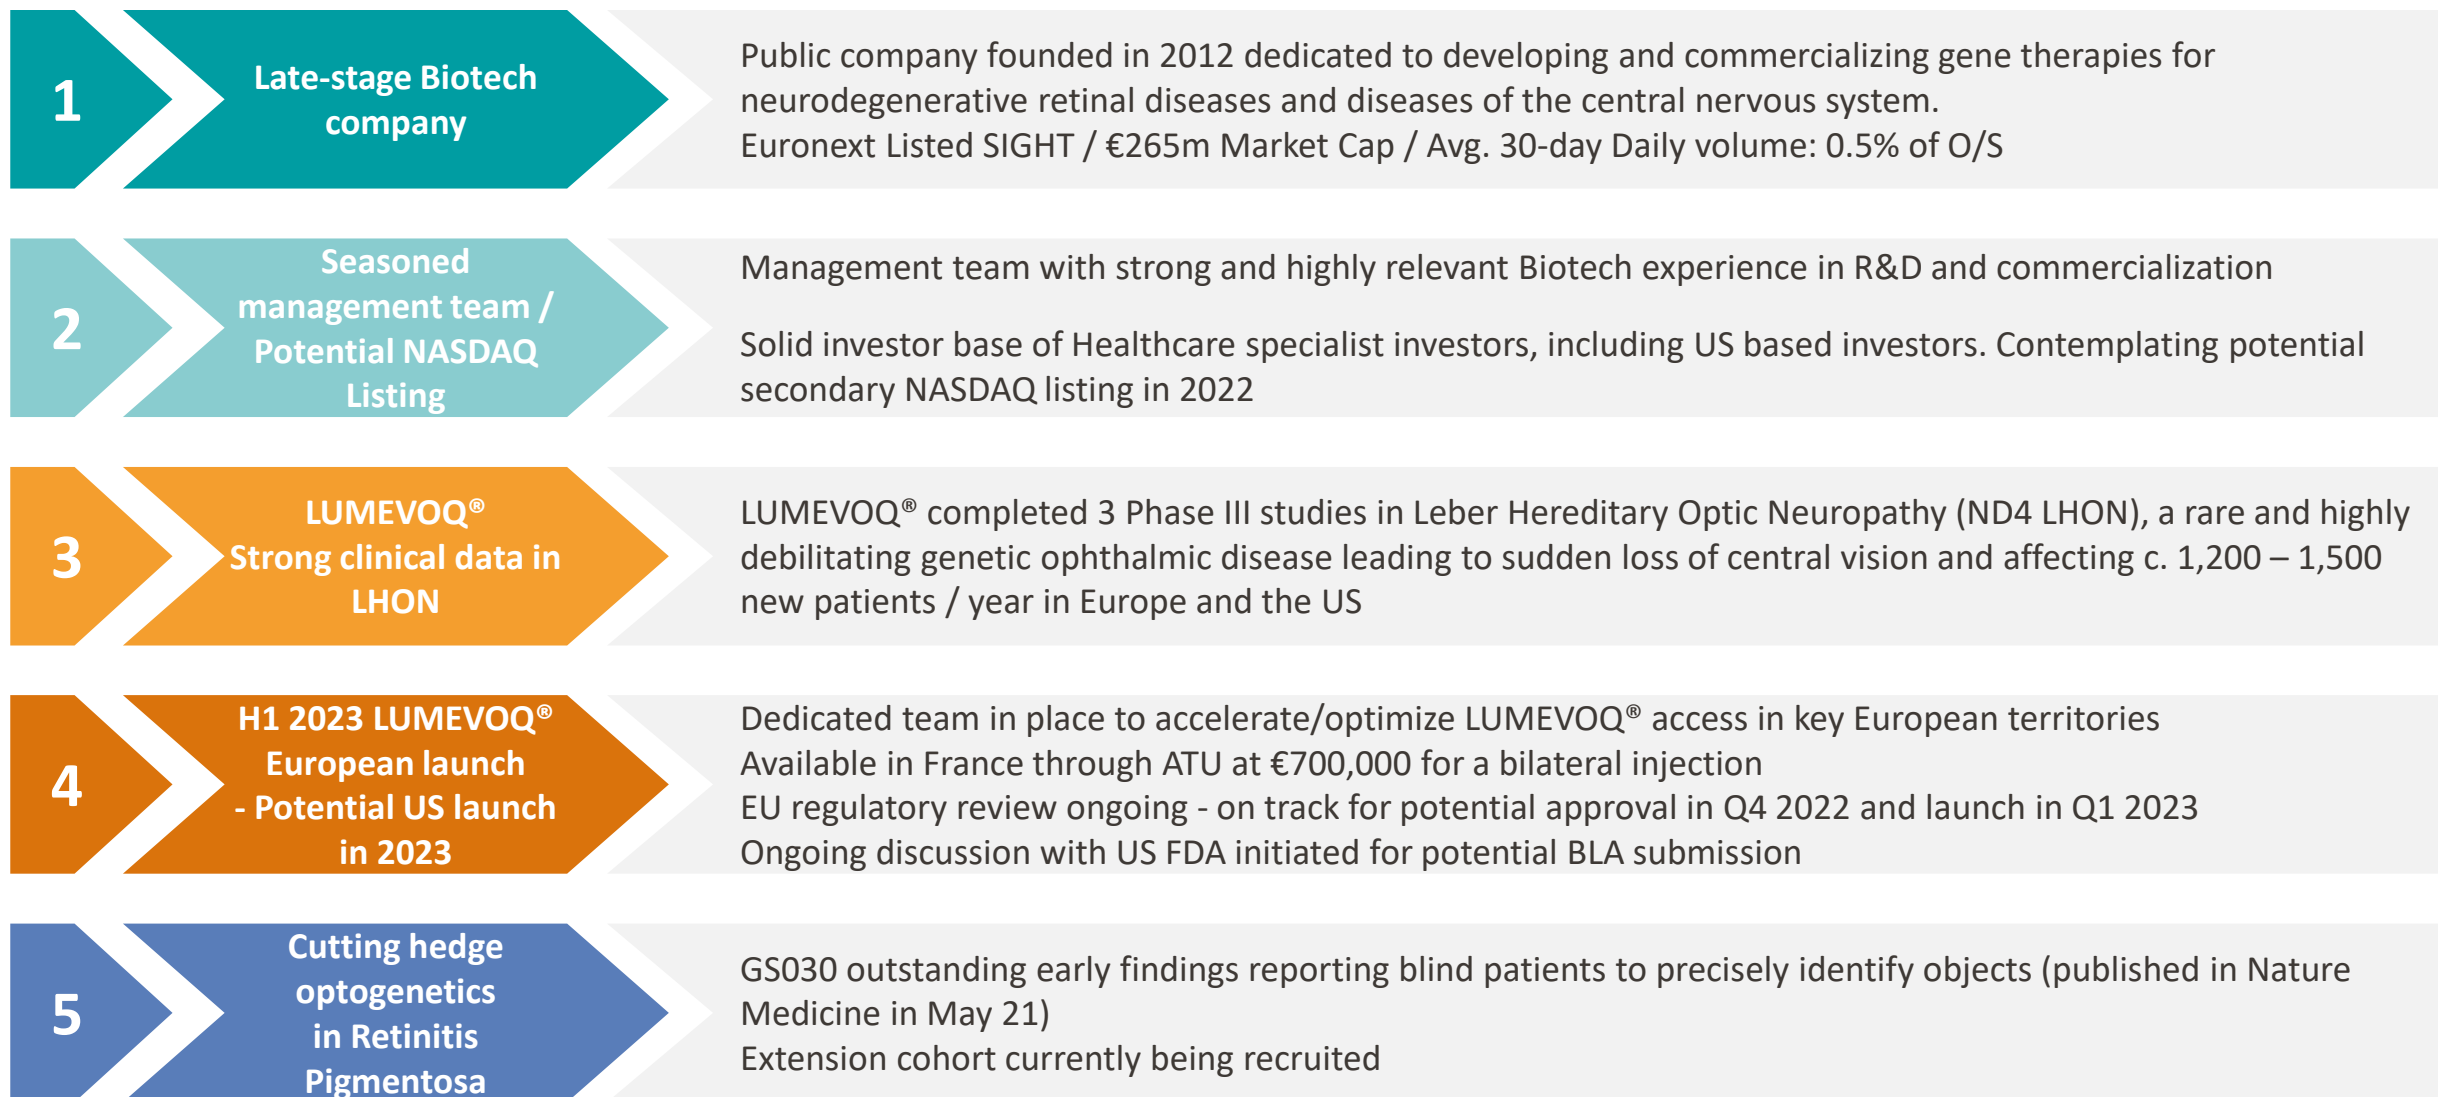 1
Late-stage Biotech
company
Public company founded in 2012 dedicated to developing and commercializing gene therapies for
neurodegenerative retinal diseases and diseases of the central nervous system.
Euronext Listed SIGHT / €265m Market Cap / Avg. 30-day Daily volume: 0.5% of O/S
2
Seasoned
management team /
Potential NASDAQ
Listing
Management team with strong and highly relevant Biotech experience in R&D and commercialization
Solid investor base of Healthcare specialist investors, including US based investors. Contemplating potential
secondary NASDAQ listing in 2022
3
LUMEVOQ®
Strong clinical data in
LHON
LUMEVOQ® completed 3 Phase III studies in Leber Hereditary Optic Neuropathy (ND4 LHON), a rare and highly
debilitating genetic ophthalmic disease leading to sudden loss of central vision and affecting c. 1,200 – 1,500
new patients / year in Europe and the US
4
H1 2023 LUMEVOQ®
European launch
- Potential US launch
in 2023
Dedicated team in place to accelerate/optimize LUMEVOQ® access in key European territories
Available in France through ATU at €700,000 for a bilateral injection
EU regulatory review ongoing - on track for potential approval in Q4 2022 and launch in Q1 2023
Ongoing discussion with US FDA initiated for potential BLA submission
5
Cutting hedge
optogenetics
in Retinitis
Pigmentosa
GS030 outstanding early findings reporting blind patients to precisely identify objects (published in Nature
Medicine in May 21)
Extension cohort currently being recruited